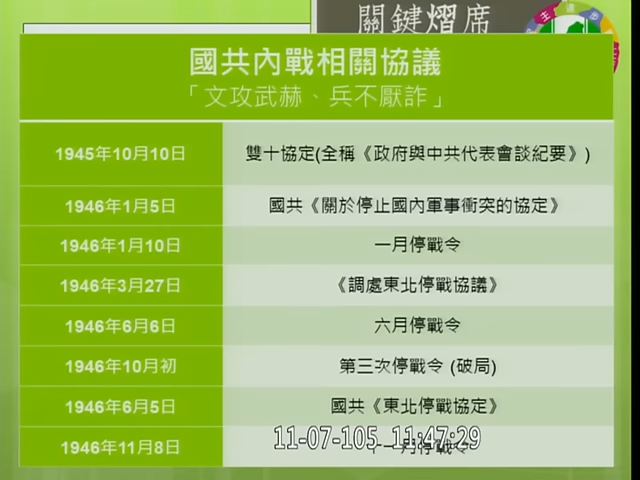 關鍵熠席
國共內戰相關協議
「文攻武赫、兵不厭詐」
1945年10月10日 雙十協定(全稱《政府與中共代表會談紀要》)
1946年1月5日 國共《關於停止國內軍事衝突的協定》
1946年1月10日 一月停戰令
1946年3月27日 《調處東北停戰協議》
1946年6月6日 六月停戰令
1946年10月初 第三次停戰令 (破局)
1946年6月5日 國共《東北停戰協定》
1946年11月8日 十一月停戰令
11-07-105 11:47:29